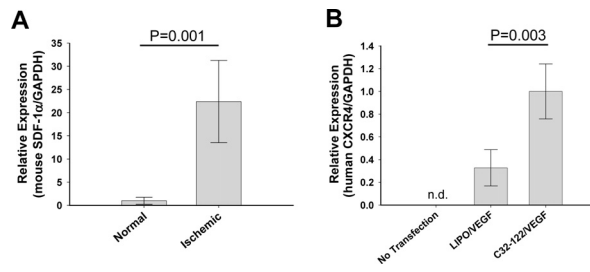 A
P=0.001
Relative Expression
(mouse SDF-1α/GAPDH)
40
35
30
25
20
15
10
5
0
Normal
Ischemic
B
P=0.003
Relative Expression
(human CXCR4/GAPDH)
1.4
1.2
1.0
0.8
0.6
0.4
0.2
0.0
n.d.
No Transfection
LIPO/VEGF
C32-122/VEGF